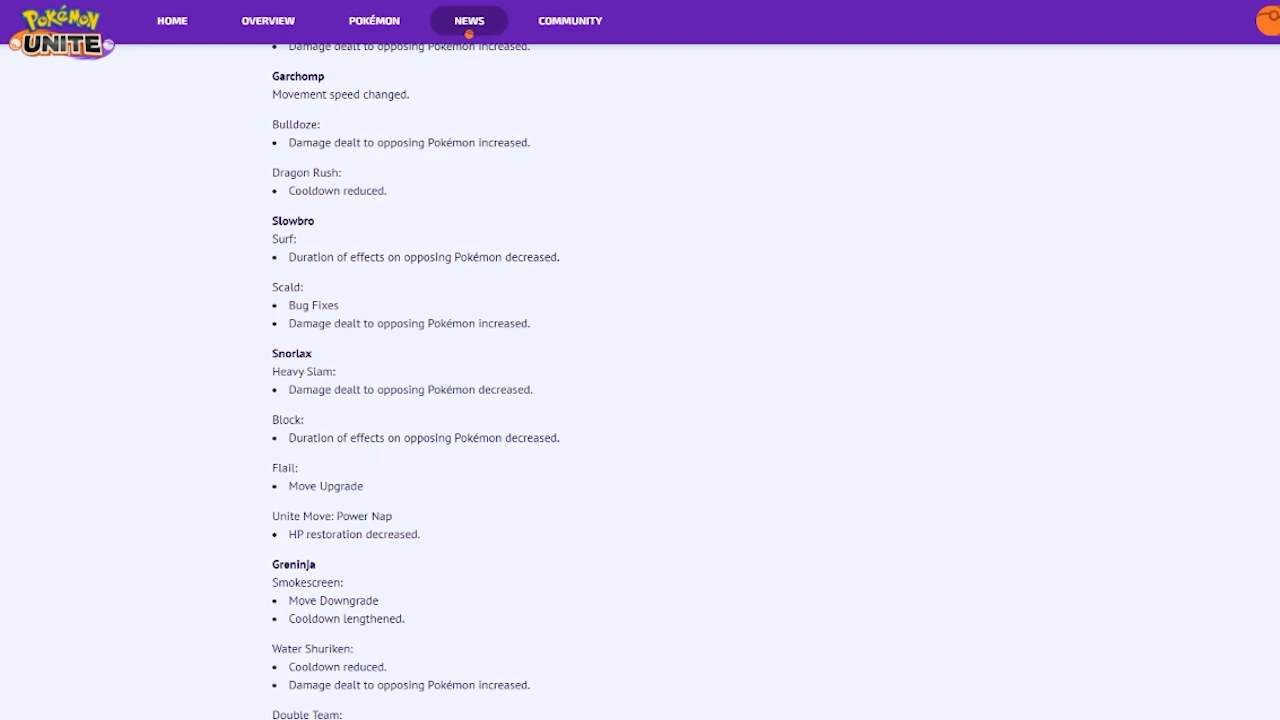 Pokémon
UNITE
HOME
OVERVIEW
POKÉMON
NEWS
COMMUNITY
• Damage dealt to opposing Pokémon increased.
Garchomp
Movement speed changed.
Bulldoze:
• Damage dealt to opposing Pokémon increased.
Dragon Rush:
• Cooldown reduced.
Slowbro
Surf:
• Duration of effects on opposing Pokémon decreased.
Scald:
• Bug Fixes
• Damage dealt to opposing Pokémon increased.
Snorlax
Heavy Slam:
• Damage dealt to opposing Pokémon decreased.
Block:
• Duration of effects on opposing Pokémon decreased.
Flail:
• Move Upgrade
Unite Move: Power Nap
• HP restoration decreased.
Greninja
Smokescreen:
• Move Downgrade
• Cooldown lengthened.
Water Shuriken:
• Cooldown reduced.
• Damage dealt to opposing Pokémon increased.
Double Team: